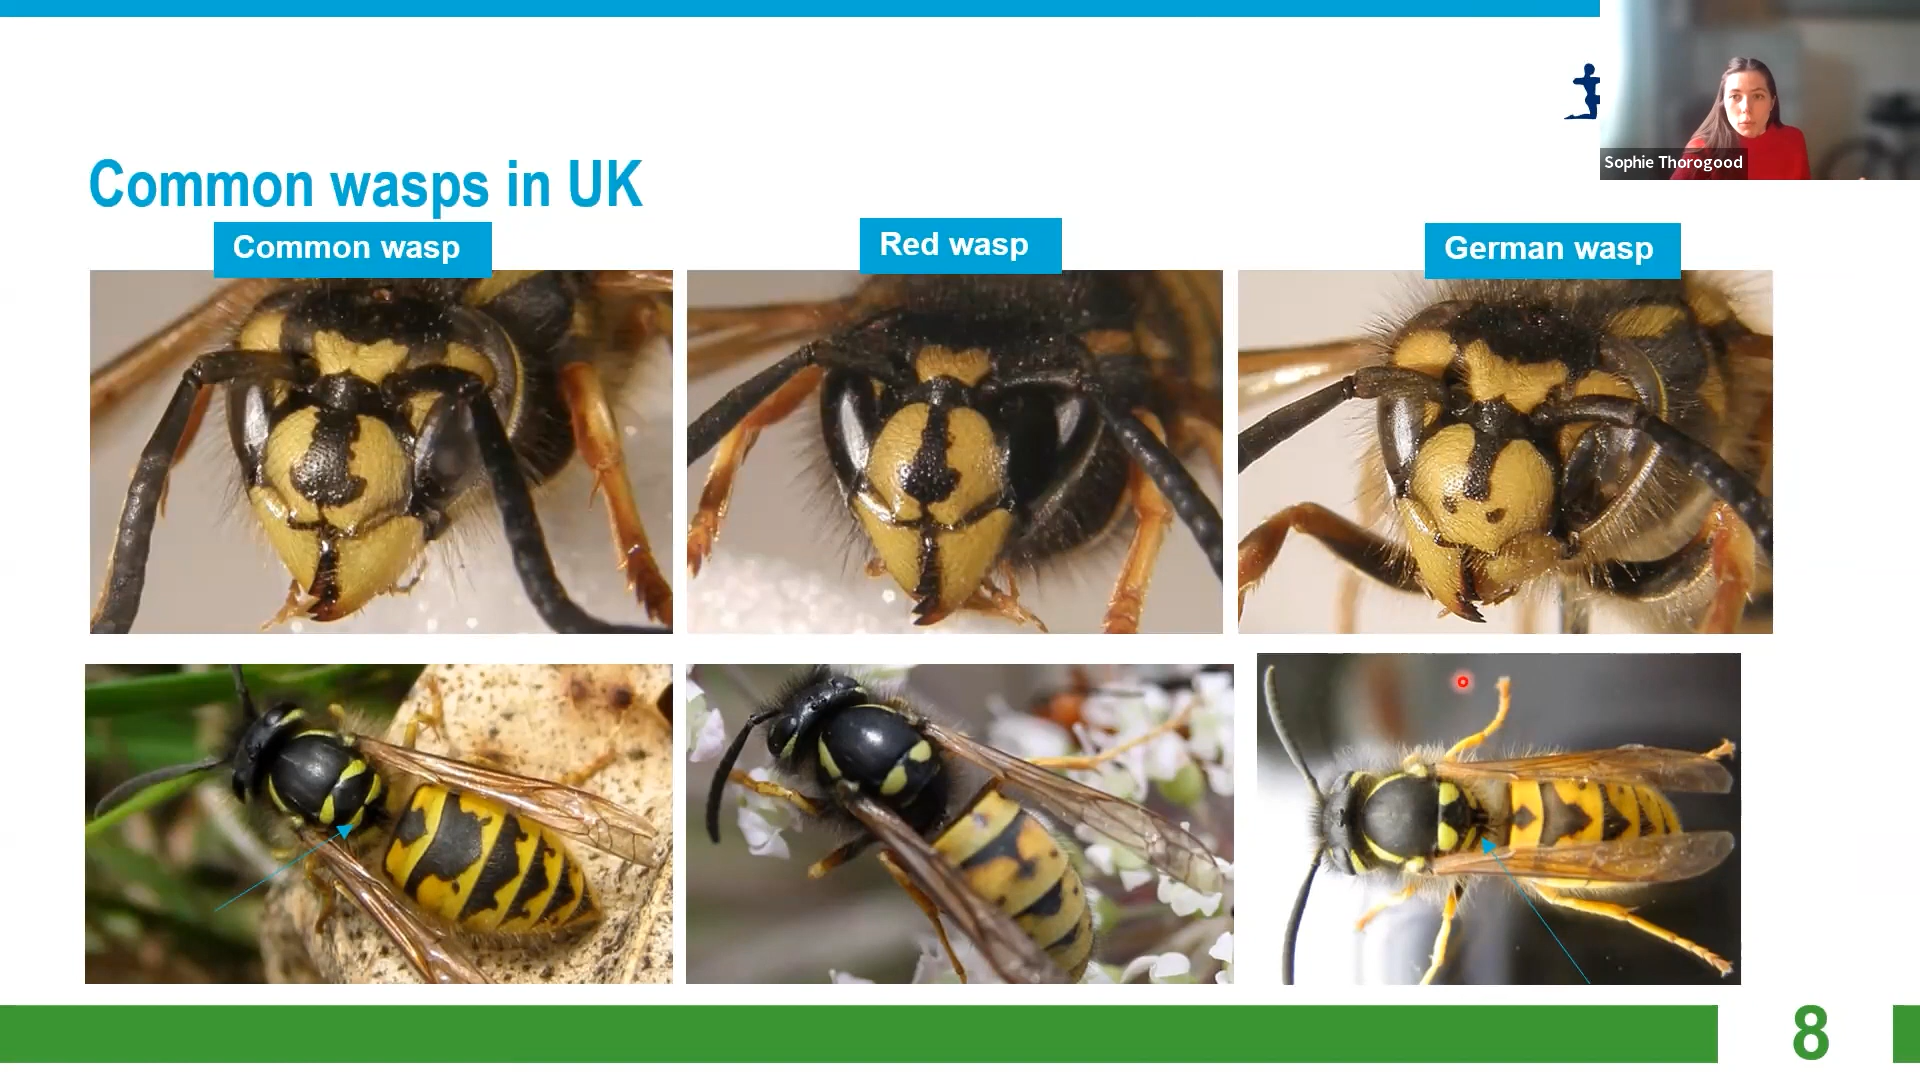 Sophie Thorogood
Common wasps in UK
Common wasp
Red wasp
German wasp
8